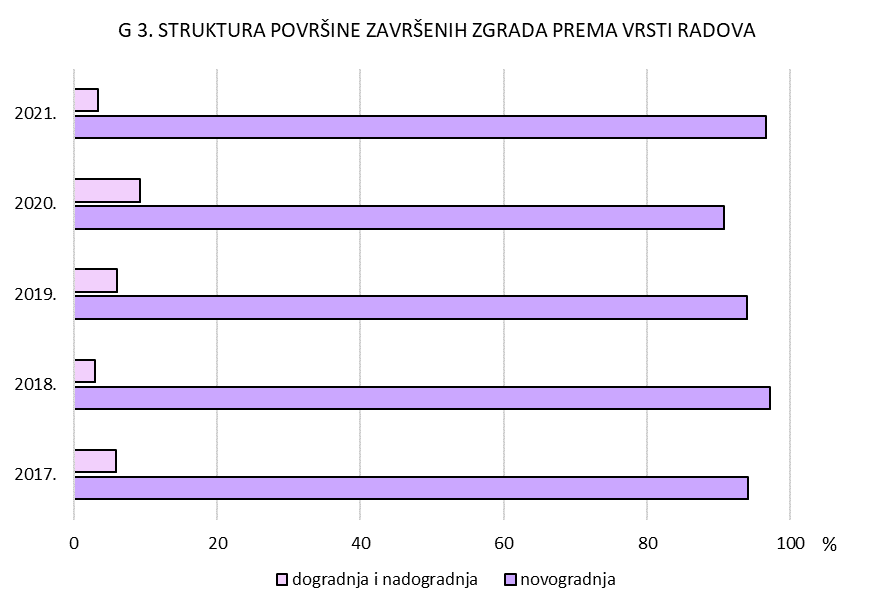 G 3. STRUKTURA POVRŠINE ZAVRŠENIH ZGRADA PREMA VRSTI RADOVA
2021.
2020.
2019.
2018.
2017.
0 20 40 60 80 100 %
dogradnja i nadogradnja novogradnja